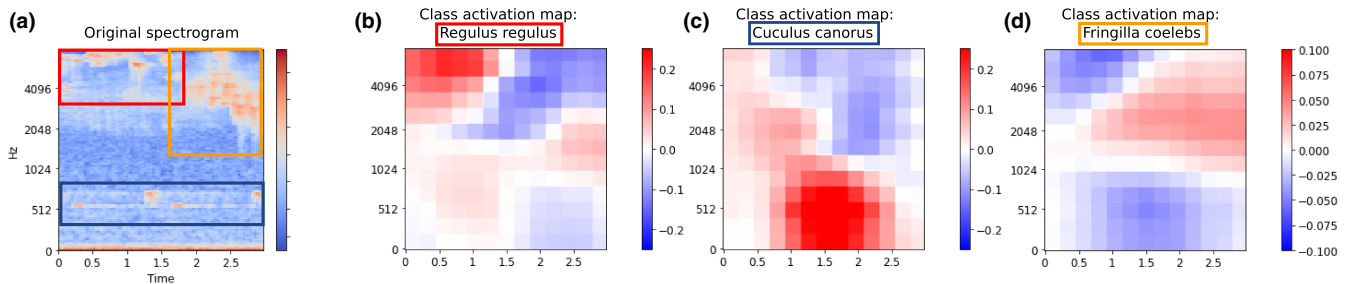 (a)
Original spectrogram
4096
2048
1024
512
0
Hz
0 0.5 1 1.5 2 2.5
Time
(b)
Class activation map:
Regulus regulus
4096
2048
1024
512
0
0 0.5 1 1.5 2 2.5
0.2
0.1
0.0
−0.1
−0.2
(c)
Class activation map:
Cuculus canorus
4096
2048
1024
512
0
0 0.5 1 1.5 2 2.5
0.2
0.1
0.0
−0.1
−0.2
(d)
Class activation map:
Fringilla coelebs
4096
2048
1024
512
0
0 0.5 1 1.5 2 2.5
0.100
0.075
0.050
0.025
0.000
−0.025
−0.050
−0.075
−0.100